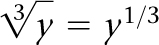 ∛y = y^{1/3}